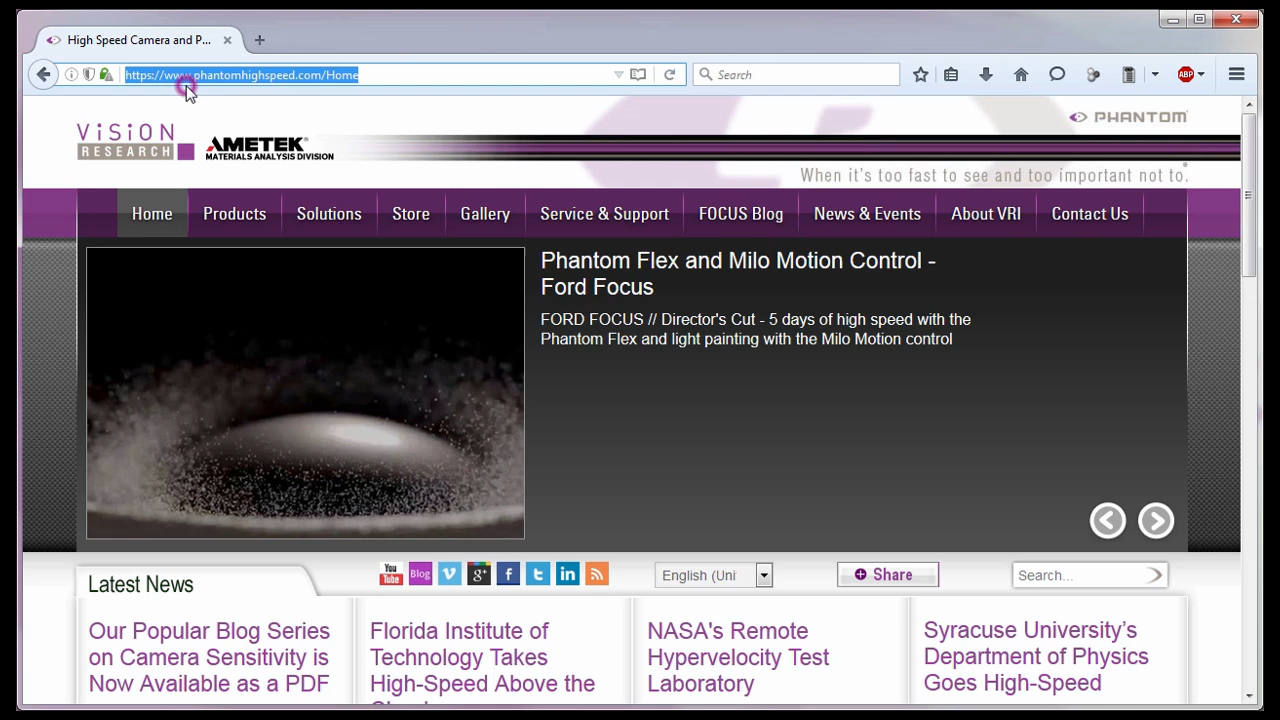 High Speed Camera and P...
https://www.phantomhighspeed.com/Home
Search
ABP
VISION
RESEARCH
AMETEK
MATERIALS ANALYSIS DIVISION
PHANTOM
When it's too fast to see and too important not to.
Home
Products
Solutions
Store
Gallery
Service & Support
FOCUS Blog
News & Events
About VRI
Contact Us
Phantom Flex and Milo Motion Control -
Ford Focus
FORD FOCUS // Director's Cut - 5 days of high speed with the
Phantom Flex and light painting with the Milo Motion control
Latest News
You
Tube
Blog
English (Uni
Share
Search...
Our Popular Blog Series
on Camera Sensitivity is
Now Available as a PDF
Florida Institute of
Technology Takes
High-Speed Above the
NASA's Remote
Hypervelocity Test
Laboratory
Syracuse University's
Department of Physics
Goes High-Speed